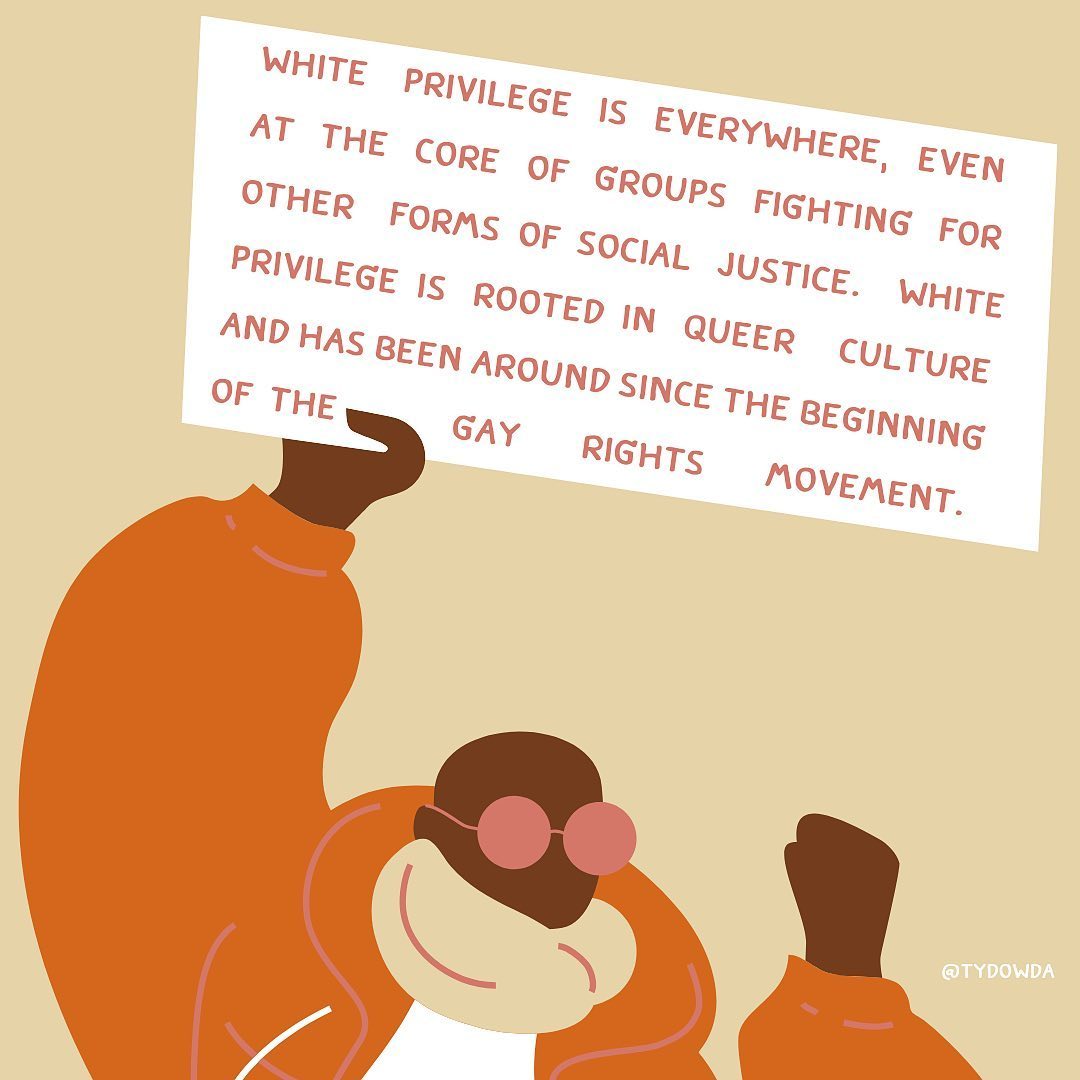 WHITE PRIVILEGE IS EVERYWHERE, EVEN
AT THE CORE OF GROUPS FIGHTING FOR
OTHER FORMS OF SOCIAL JUSTICE. WHITE
PRIVILEGE IS ROOTED IN QUEER CULTURE
AND HAS BEEN AROUND SINCE THE BEGINNING
OF THE GAY RIGHTS MOVEMENT.
@TYDOWDA